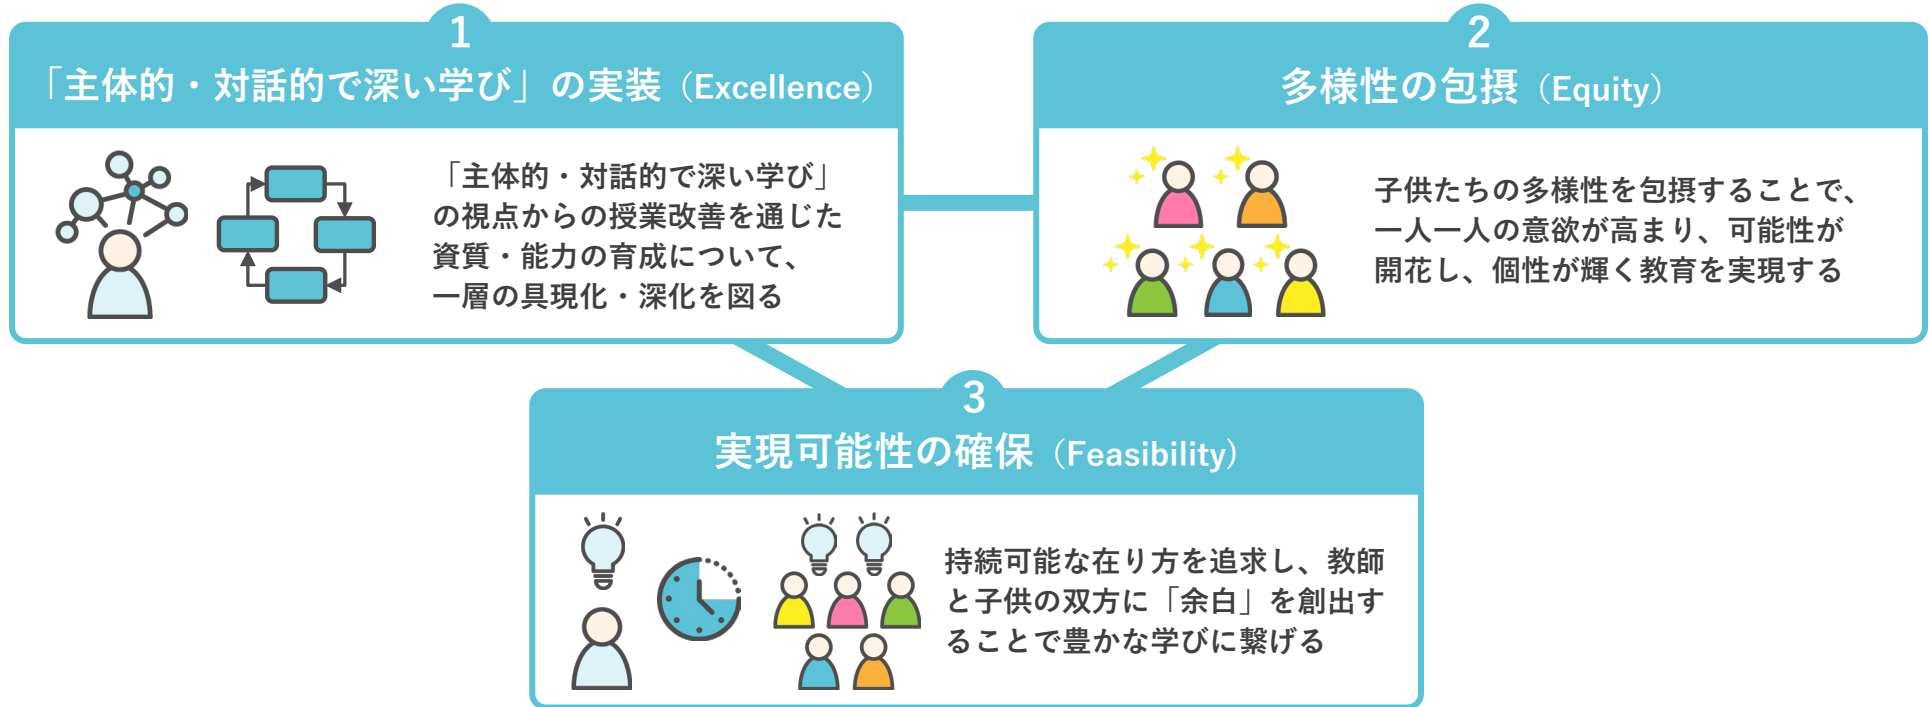 1
「主体的・対話的で深い学び」の実装（Excellence）
「主体的・対話的で深い学び」
の視点からの授業改善を通じた
資質・能力の育成について、
一層の具現化・深化を図る
2
多様性の包摂（Equity）
子供たちの多様性を包摂することで、
一人一人の意欲が高まり、可能性が
開花し、個性が輝く教育を実現する
3
実現可能性の確保（Feasibility）
持続可能な在り方を追求し、教師
と子供の双方に「余白」を創出す
ることで豊かな学びに繋げる